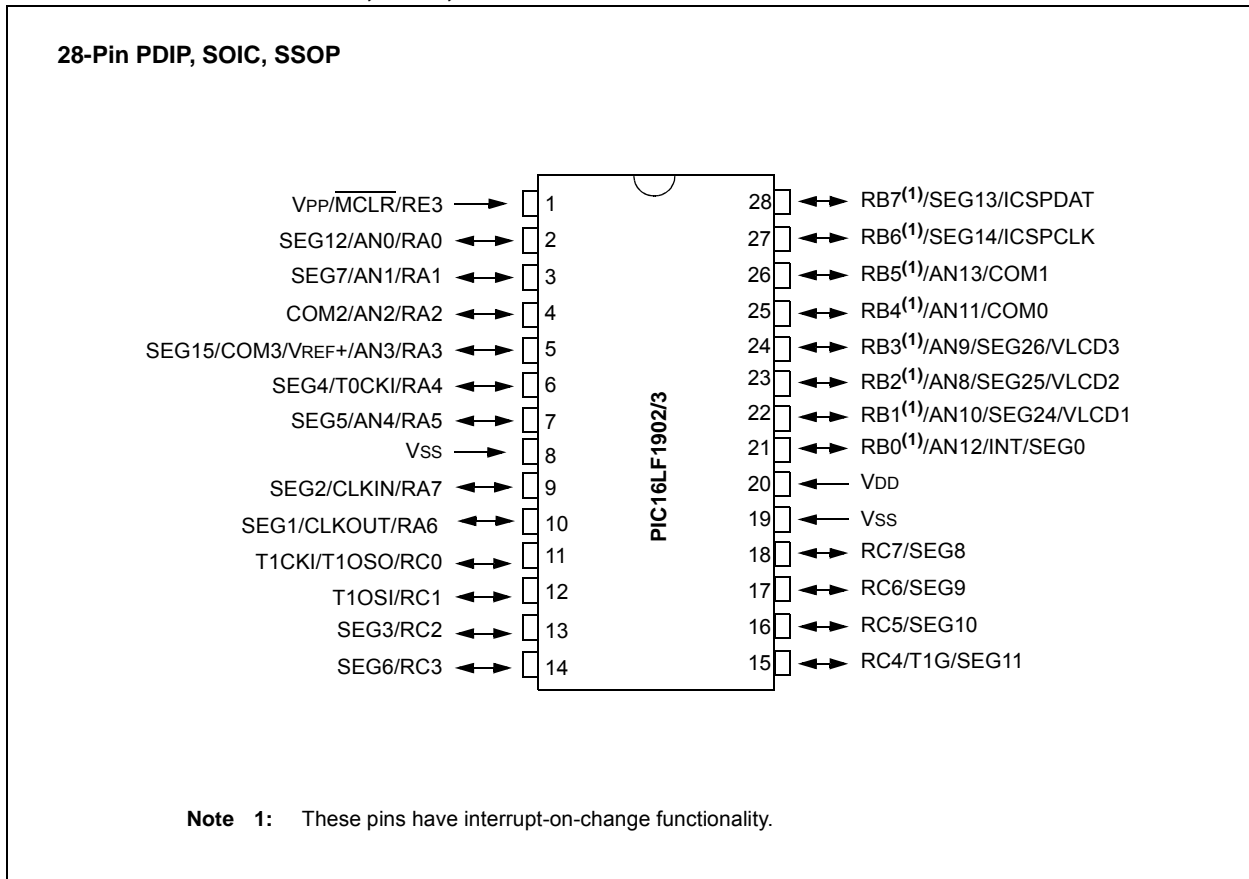 28-Pin PDIP, SOIC, SSOP
VPP/MCLR/RE3 1
SEG12/AN0/RA0 2
SEG7/AN1/RA1 3
COM2/AN2/RA2 4
SEG15/COM3/VREF+/AN3/RA3 5
SEG4/T0CKI/RA4 6
SEG5/AN4/RA5 7
VSS 8
SEG2/CLKIN/RA7 9
SEG1/CLKOUT/RA6 10
T1CKI/T1OSO/RC0 11
T1OSI/RC1 12
SEG3/RC2 13
SEG6/RC3 14
PIC16LF1902/3
28 RB7(1)/SEG13/ICSPDAT
27 RB6(1)/SEG14/ICSPCLK
26 RB5(1)/AN13/COM1
25 RB4(1)/AN11/COM0
24 RB3(1)/AN9/SEG26/VLCD3
23 RB2(1)/AN8/SEG25/VLCD2
22 RB1(1)/AN10/SEG24/VLCD1
21 RB0(1)/AN12/INT/SEG0
20 VDD
19 VSS
18 RC7/SEG8
17 RC6/SEG9
16 RC5/SEG10
15 RC4/T1G/SEG11
Note 1: These pins have interrupt-on-change functionality.